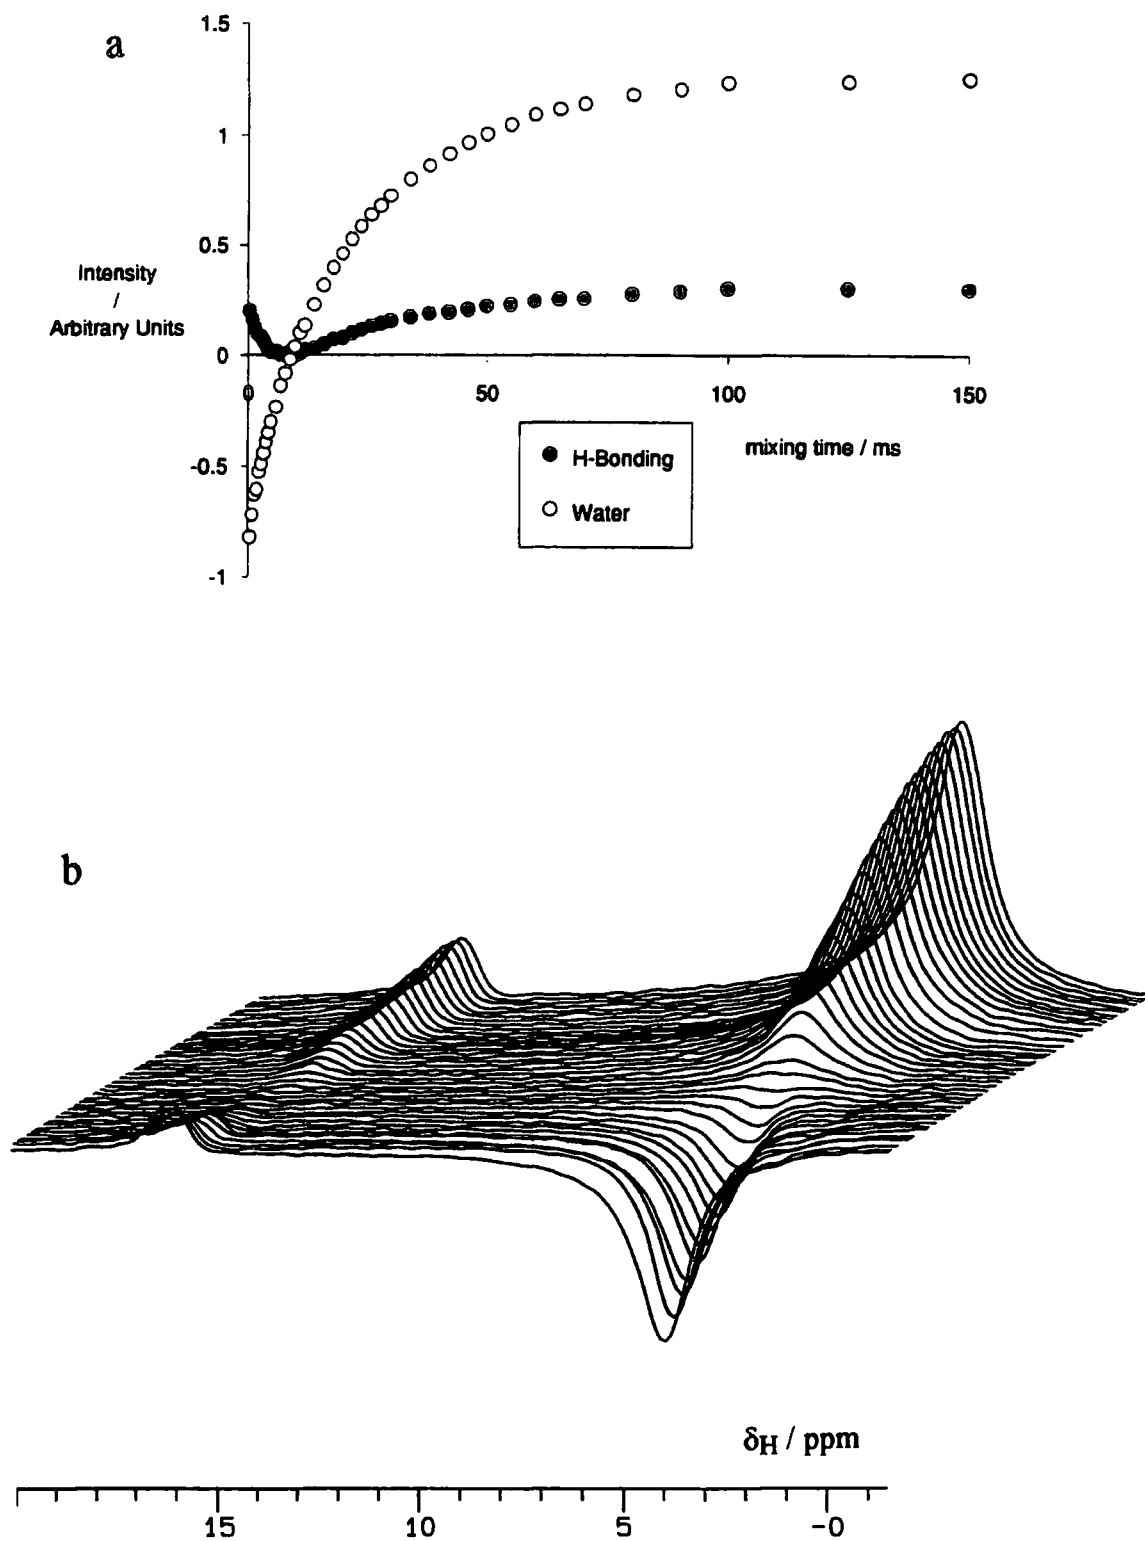 a
1.5
1
0.5
0
-0.5
-1
Intensity
/
Arbitrary Units
0
50
100
150
mixing time / ms
H-Bonding
Water
b
δH / ppm
15
10
5
-0